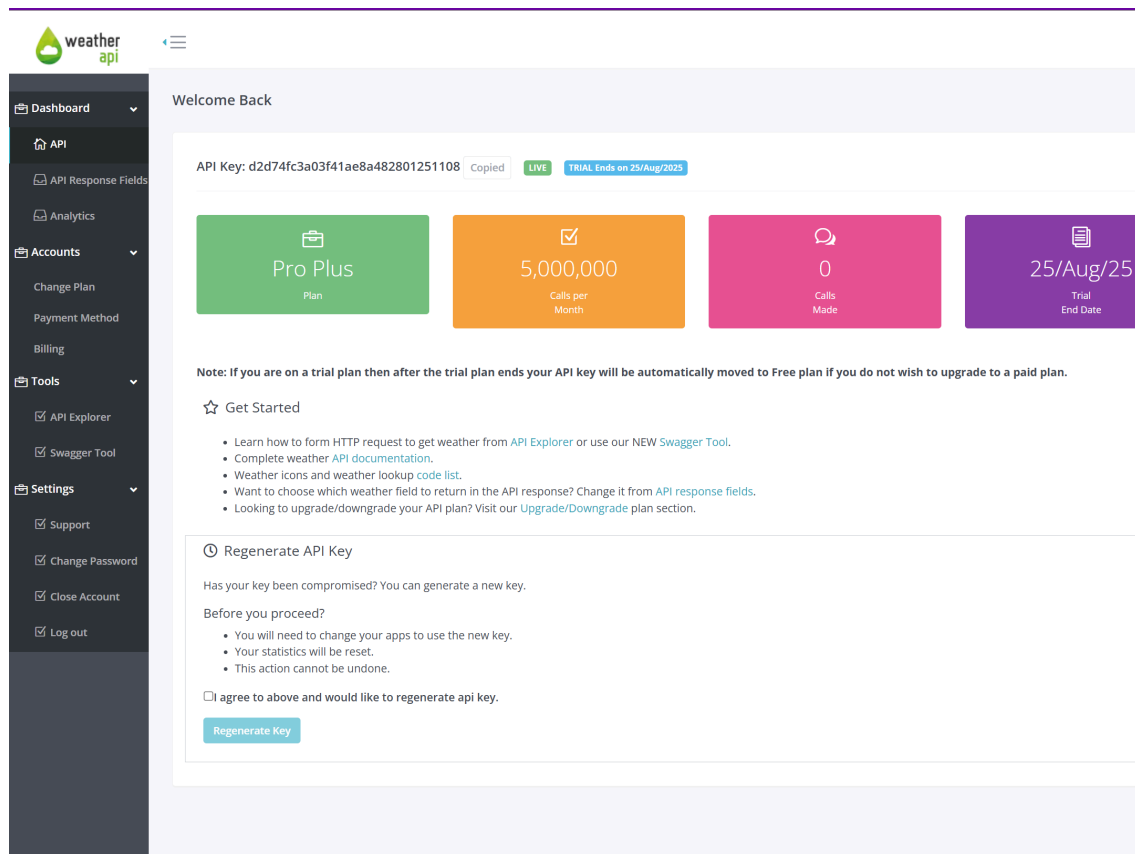 weather
api
Welcome Back
Dashboard
API
API Response Fields
Analytics
Accounts
Change Plan
Payment Method
Billing
Tools
API Explorer
Swagger Tool
Settings
Support
Change Password
Close Account
Log out
API Key: d2d74fc3a03f41ae8a482801251108 Copied LIVE TRIAL Ends on 25/Aug/2025
Pro Plus
Plan
5,000,000
Calls per
Month
0
Calls
Made
25/Aug/25
Trial
End Date
Note: If you are on a trial plan then after the trial plan ends your API key will be automatically moved to Free plan if you do not wish to upgrade to a paid plan.
Get Started
• Learn how to form HTTP request to get weather from API Explorer or use our NEW Swagger Tool.
• Complete weather API documentation.
• Weather icons and weather lookup code list.
• Want to choose which weather field to return in the API response? Change it from API response fields.
• Looking to upgrade/downgrade your API plan? Visit our Upgrade/Downgrade plan section.
Regenerate API Key
Has your key been compromised? You can generate a new key.
Before you proceed?
• You will need to change your apps to use the new key.
• Your statistics will be reset.
• This action cannot be undone.
I agree to above and would like to regenerate api key.
Regenerate Key